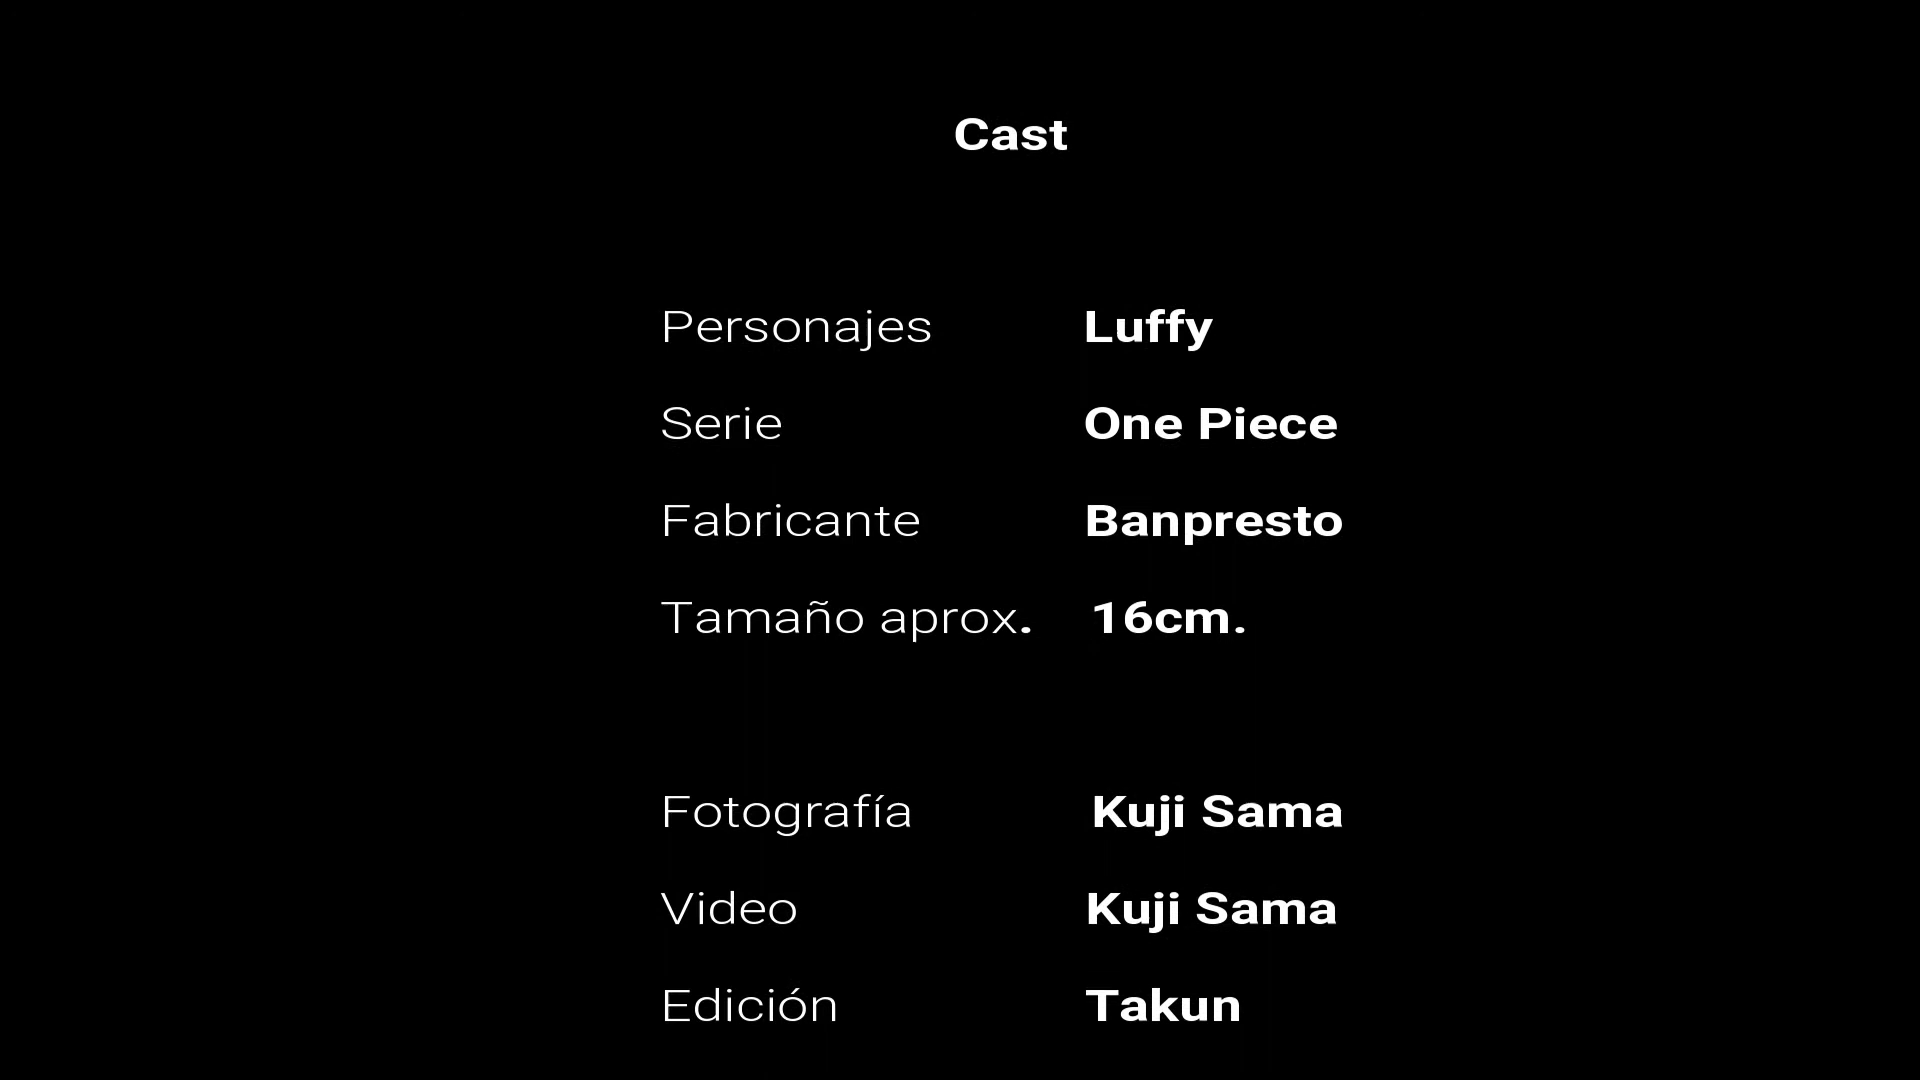 Cast
Personajes Luffy
Serie One Piece
Fabricante Banpresto
Tamaño aprox. 16cm.
Fotografía Kuji Sama
Video Kuji Sama
Edición Takun